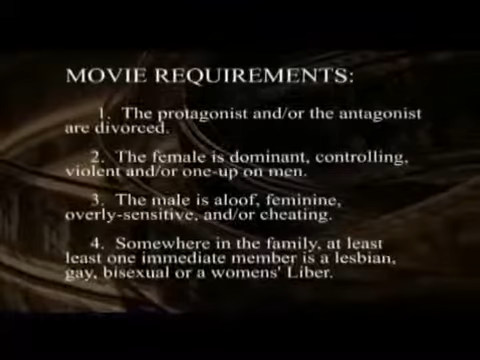 MOVIE REQUIREMENTS:
1. The protagonist and/or the antagonist
are divorced.
2. The female is dominant, controlling,
violent and/or one-up on men.
3. The male is aloof, feminine,
overly-sensitive, and/or cheating.
4. Somewhere in the family, at least
least one immediate member is a lesbian,
gay, bisexual or a womens' Liber.